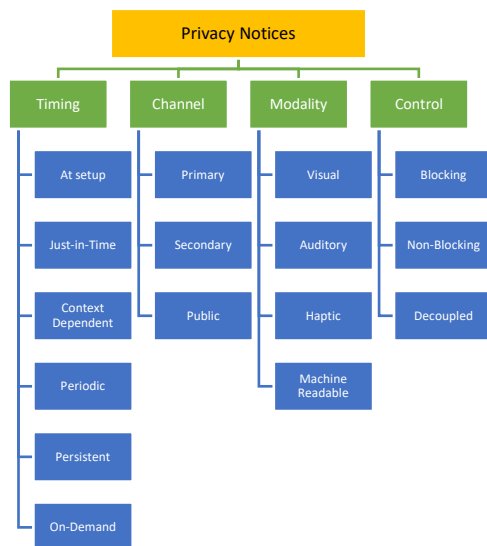 Privacy Notices
Timing
Channel
Modality
Control
At setup
Primary
Visual
Blocking
Just-in-Time
Secondary
Auditory
Non-Blocking
Context
Dependent
Public
Haptic
Decoupled
Periodic
Machine
Readable
Persistent
On-Demand